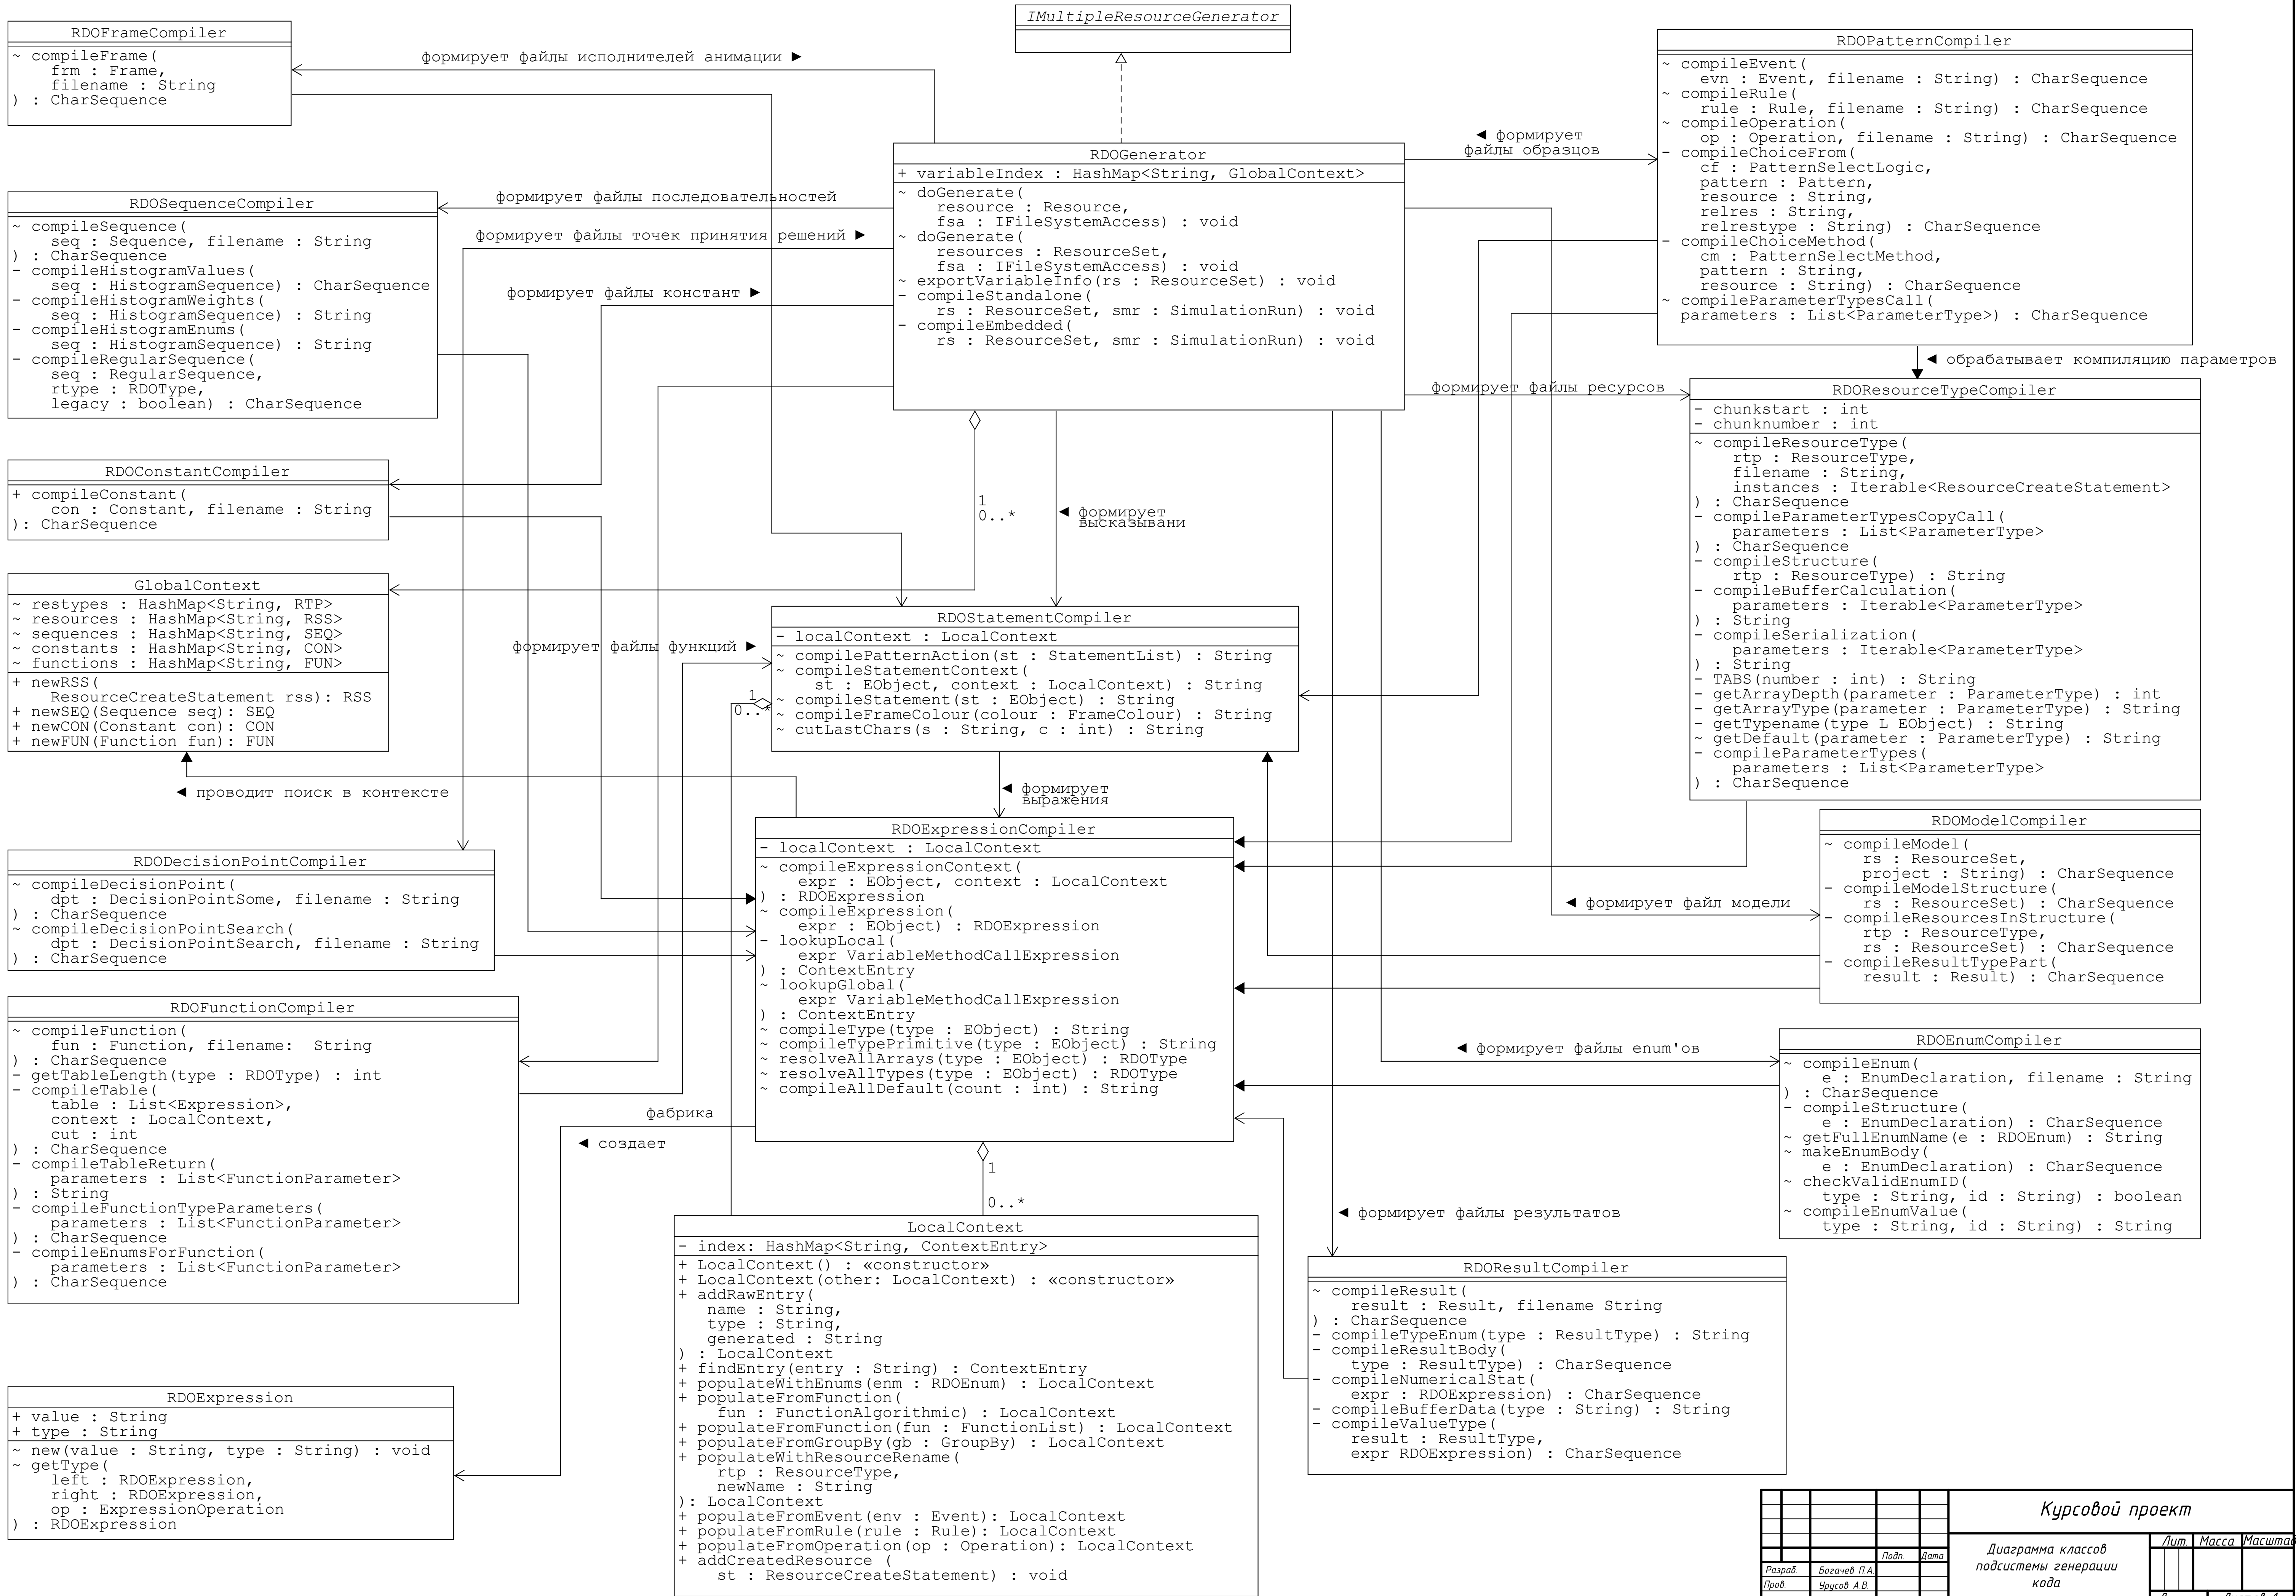 IMultipleResourceGenerator
RDOFrameCompiler
~ compileFrame(
frm : Frame,
filename : String
) : CharSequence
формирует файлы исполнителей анимации ►
RDOPatternCompiler
~ compileEvent(
evn : Event, filename : String) : CharSequence
~ compileRule(
rule : Rule, filename : String) : CharSequence
~ compileOperation(
op : Operation, filename : String) : CharSequence
- compileChoiceFrom(
cf : PatternSelectLogic,
pattern : Pattern,
resource : String,
relres : String,
relrestype : String) : CharSequence
- compileChoiceMethod(
cm : PatternSelectMethod,
pattern : String,
resource : String) : CharSequence
~ compileParameterTypesCall(
parameters : List<ParameterType>) : CharSequence
◄ формирует
файлы образцов
RDOGenerator
+ variableIndex : HashMap<String, GlobalContext>
~ doGenerate(
resource : Resource,
fsa : IFileSystemAccess) : void
~ doGenerate(
resources : ResourceSet,
fsa : IFileSystemAccess) : void
~ exportVariableInfo(rs : ResourceSet) : void
- compileStandalone(
rs : ResourceSet, smr : SimulationRun) : void
- compileEmbedded(
rs : ResourceSet, smr : SimulationRun) : void
RDOSequenceCompiler
~ compileSequence(
seq : Sequence, filename : String
) : CharSequence
- compileHistogramValues(
seq : HistogramSequence) : CharSequence
- compileHistogramWeights(
seq : HistogramSequence) : String
- compileHistogramEnums(
seq : HistogramSequence) : String
- compileRegularSequence(
seq : RegularSequence,
rtype : RDOType,
legacy : boolean) : CharSequence
формирует файлы последовательностей
формирует файлы точек принятия решений ►
формирует файлы констант ►
◄ обрабатывает компиляцию параметров
формирует файлы ресурсов
RDOResourceTypeCompiler
- chunkstart : int
- chunknumber : int
~ compileResourceType(
rtp : ResourceType,
filename : String,
instances : Iterable<ResourceCreateStatement>
) : CharSequence
- compileParameterTypesCopyCall(
parameters : List<ParameterType>
) : CharSequence
- compileStructure(
rtp : ResourceType) : String
- compileBufferCalculation(
parameters : Iterable<ParameterType>
) : String
- compileSerialization(
parameters : Iterable<ParameterType>
) : String
- TABS(number : int) : String
- getArrayDepth(parameter : ParameterType) : int
- getArrayType(parameter : ParameterType) : String
- getTypename(type L EObject) : String
~ getDefault(parameter : ParameterType) : String
- compileParameterTypes(
parameters : List<ParameterType>
) : CharSequence
RDOConstantCompiler
+ compileConstant(
con : Constant, filename : String
): CharSequence
1
0..*
◄ формирует
высказывани
GlobalContext
~ restypes : HashMap<String, RTP>
~ resources : HashMap<String, RSS>
~ sequences : HashMap<String, SEQ>
~ constants : HashMap<String, CON>
~ functions : HashMap<String, FUN>
+ newRSS(
ResourceCreateStatement rss): RSS
+ newSEQ(Sequence seq): SEQ
+ newCON(Constant con): CON
+ newFUN(Function fun): FUN
формирует файлы функций ►
RDOStatementCompiler
- localContext : LocalContext
~ compilePatternAction(st : StatementList) : String
~ compileStatementContext(
st : EObject, context : LocalContext) : String
~ compileStatement(st : EObject) : String
~ compileFrameColour(colour : FrameColour) : String
~ cutLastChars(s : String, c : int) : String
1
0..*
◄ проводит поиск в контексте
◄ формирует
выражения
RDOExpressionCompiler
- localContext : LocalContext
~ compileExpressionContext(
expr : EObject, context : LocalContext
) : RDOExpression
~ compileExpression(
expr : EObject) : RDOExpression
- lookupLocal(
expr VariableMethodCallExpression
) : ContextEntry
~ lookupGlobal(
expr VariableMethodCallExpression
) : ContextEntry
~ compileType(type : EObject) : String
~ compileTypePrimitive(type : EObject) : String
~ resolveAllArrays(type : EObject) : RDOType
~ resolveAllTypes(type : EObject) : RDOType
~ compileAllDefault(count : int) : String
RDOModelCompiler
~ compileModel(
rs : ResourceSet,
project : String) : CharSequence
- compileModelStructure(
rs : ResourceSet) : CharSequence
- compileResourcesInStructure(
rtp : ResourceType,
rs : ResourceSet) : CharSequence
- compileResultTypePart(
result : Result) : CharSequence
◄ формирует файл модели
RDODecisionPointCompiler
~ compileDecisionPoint(
dpt : DecisionPointSome, filename : String
) : CharSequence
~ compileDecisionPointSearch(
dpt : DecisionPointSearch, filename : String
) : CharSequence
RDOFunctionCompiler
~ compileFunction(
fun : Function, filename: String
) : CharSequence
- getTableLength(type : RDOType) : int
- compileTable(
table : List<Expression>,
context : LocalContext,
cut : int
) : CharSequence
- compileTableReturn(
parameters : List<FunctionParameter>
) : String
- compileFunctionTypeParameters(
parameters : List<FunctionParameter>
) : CharSequence
- compileEnumsForFunction(
parameters : List<FunctionParameter>
) : CharSequence
◄ формирует файлы enum'ов
RDOEnumCompiler
~ compileEnum(
e : EnumDeclaration, filename : String
) : CharSequence
- compileStructure(
e : EnumDeclaration) : CharSequence
~ getFullEnumName(e : RDOEnum) : String
~ makeEnumBody(
e : EnumDeclaration) : CharSequence
~ checkValidEnumID(
type : String, id : String) : boolean
~ compileEnumValue(
type : String, id : String) : String
фабрика
◄ создает
1
0..*
LocalContext
- index: HashMap<String, ContextEntry>
+ LocalContext() : «constructor»
+ LocalContext(other: LocalContext) : «constructor»
+ addRawEntry(
name : String,
type : String,
generated : String
) : LocalContext
+ findEntry(entry : String) : ContextEntry
+ populateWithEnums(enm : RDOEnum) : LocalContext
+ populateFromFunction(
fun : FunctionAlgorithmic) : LocalContext
+ populateFromFunction(fun : FunctionList) : LocalContext
+ populateFromGroupBy(gb : GroupBy) : LocalContext
+ populateWithResourceRename(
rtp : ResourceType,
newName : String
): LocalContext
+ populateFromEvent(env : Event): LocalContext
+ populateFromRule(rule : Rule): LocalContext
+ populateFromOperation(op : Operation): LocalContext
+ addCreatedResource (
st : ResourceCreateStatement) : void
◄ формирует файлы результатов
RDOResultCompiler
~ compileResult(
result : Result, filename String
) : CharSequence
- compileTypeEnum(type : ResultType) : String
- compileResultBody(
type : ResultType) : CharSequence
- compileNumericalStat(
expr : RDOExpression) : CharSequence
- compileBufferData(type : String) : String
- compileValueType(
result : ResultType,
expr RDOExpression) : CharSequence
RDOExpression
+ value : String
+ type : String
~ new(value : String, type : String) : void
~ getType(
left : RDOExpression,
right : RDOExpression,
op : ExpressionOperation
) : RDOExpression
Курсовой проект
Диаграмма классов
подсистемы генерации
кода
Лит. Масса Масштаб
Подп. Дата
Разраб. Богачев П.А.
Пров. Урусов А.В.